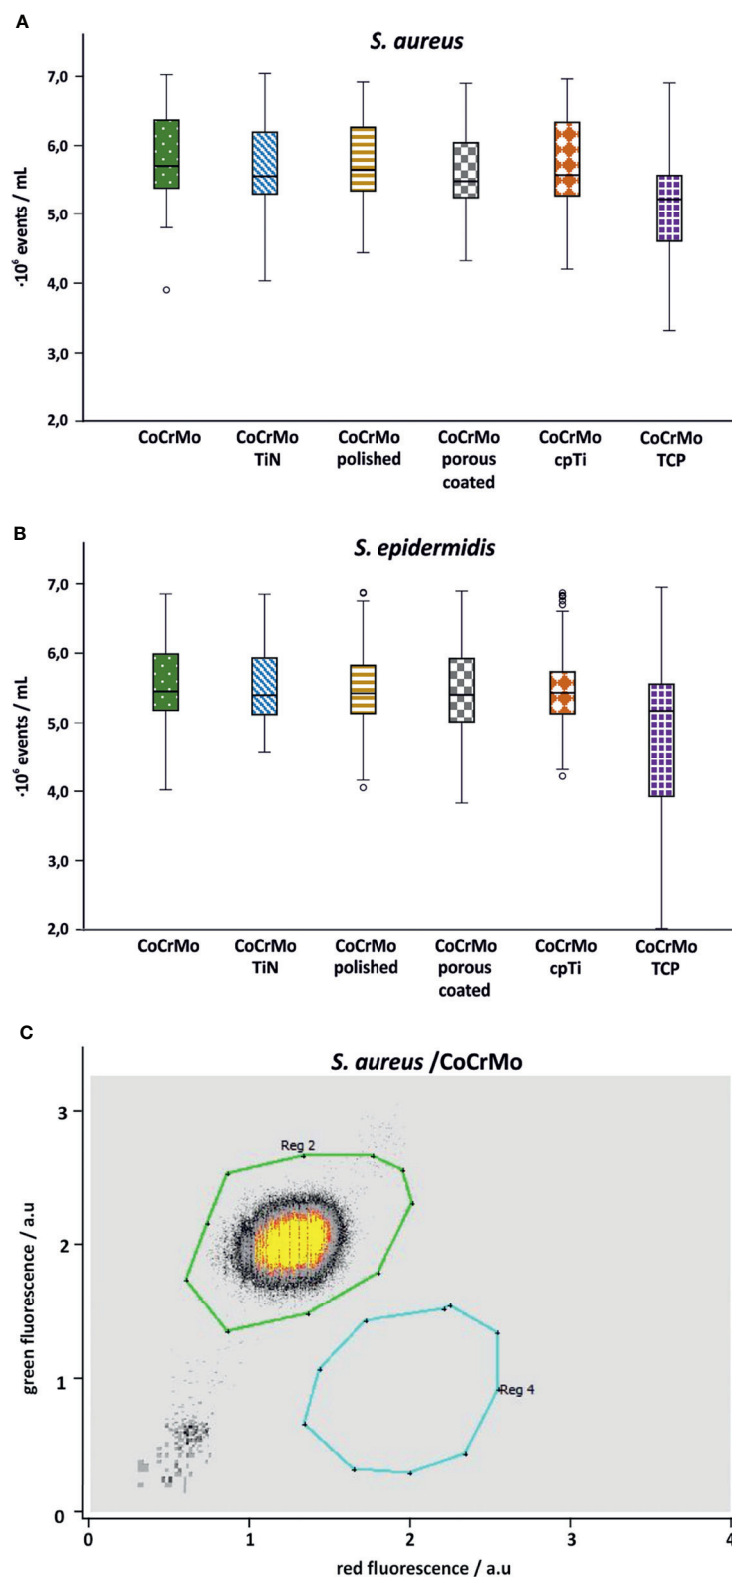 A
S. aureus
7,0
6,0
5,0
4,0
3,0
2,0
·10⁶ events / mL
CoCrMo
CoCrMo
TiN
CoCrMo
polished
CoCrMo
porous
coated
CoCrMo
cpTi
CoCrMo
TCP
B
S. epidermidis
7,0
6,0
5,0
4,0
3,0
2,0
·10⁶ events / mL
CoCrMo
CoCrMo
TiN
CoCrMo
polished
CoCrMo
porous
coated
CoCrMo
cpTi
CoCrMo
TCP
C
S. aureus /CoCrMo
3
2
1
0
green fluorescence / a.u
Reg 2
Reg 4
0
1
2
3
4
red fluorescence / a.u